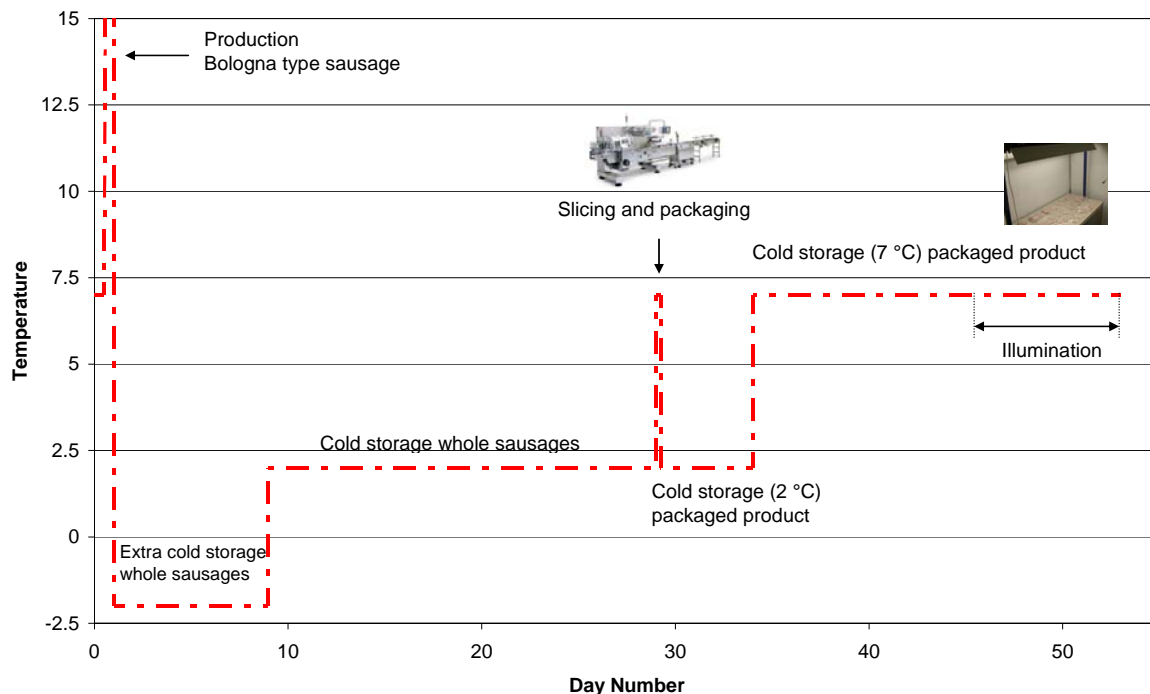 15
Production
Bologna type sausage
12.5
10
Slicing and packaging
Cold storage (7 °C) packaged product
7.5
Temperature
5
Illumination
Cold storage whole sausages
2.5
Cold storage (2 °C)
packaged product
0
Extra cold storage
whole sausages
-2.5
0 10 20 30 40 50
Day Number